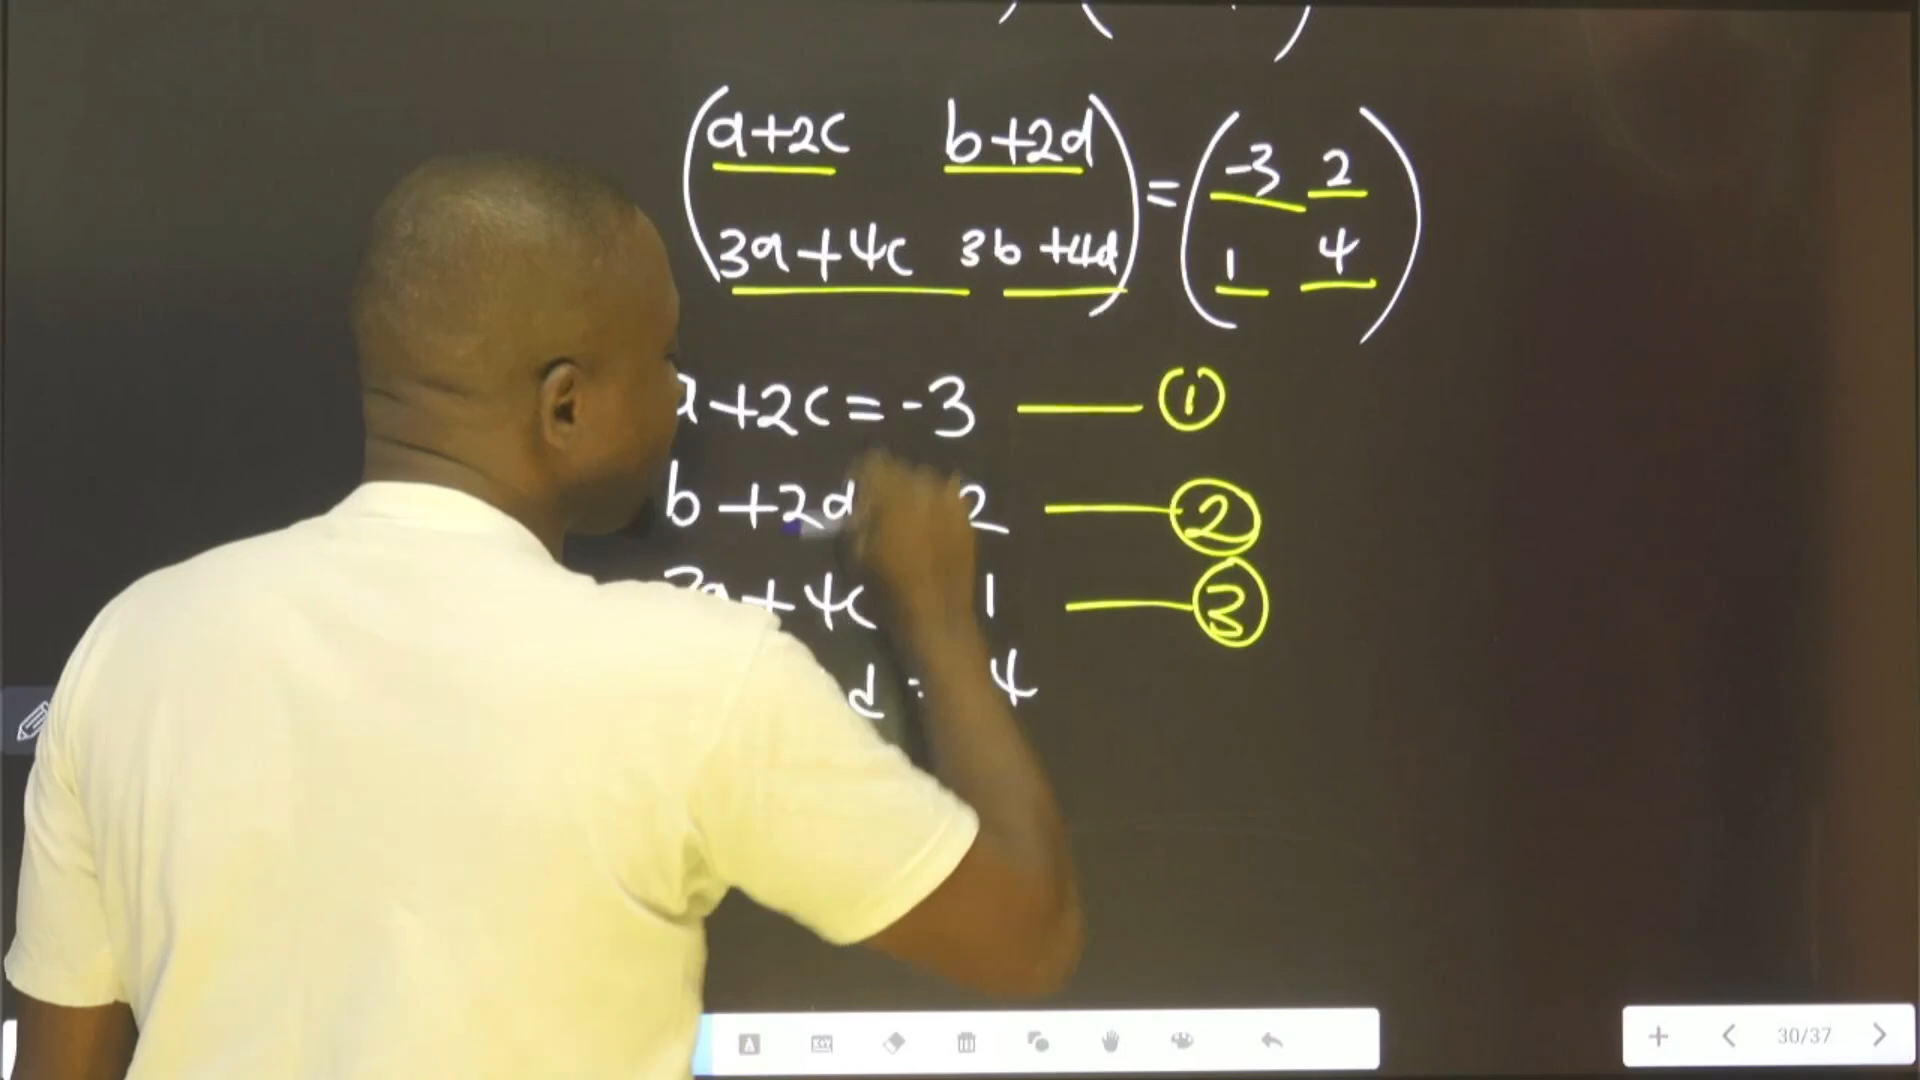 a+2c b+2d = -3 2
3a+4c 3b+4d 1 4
a+2c = -3 — 1
b+2d 2 — 2
3a+4c 1 — 3
d = 4
30/37